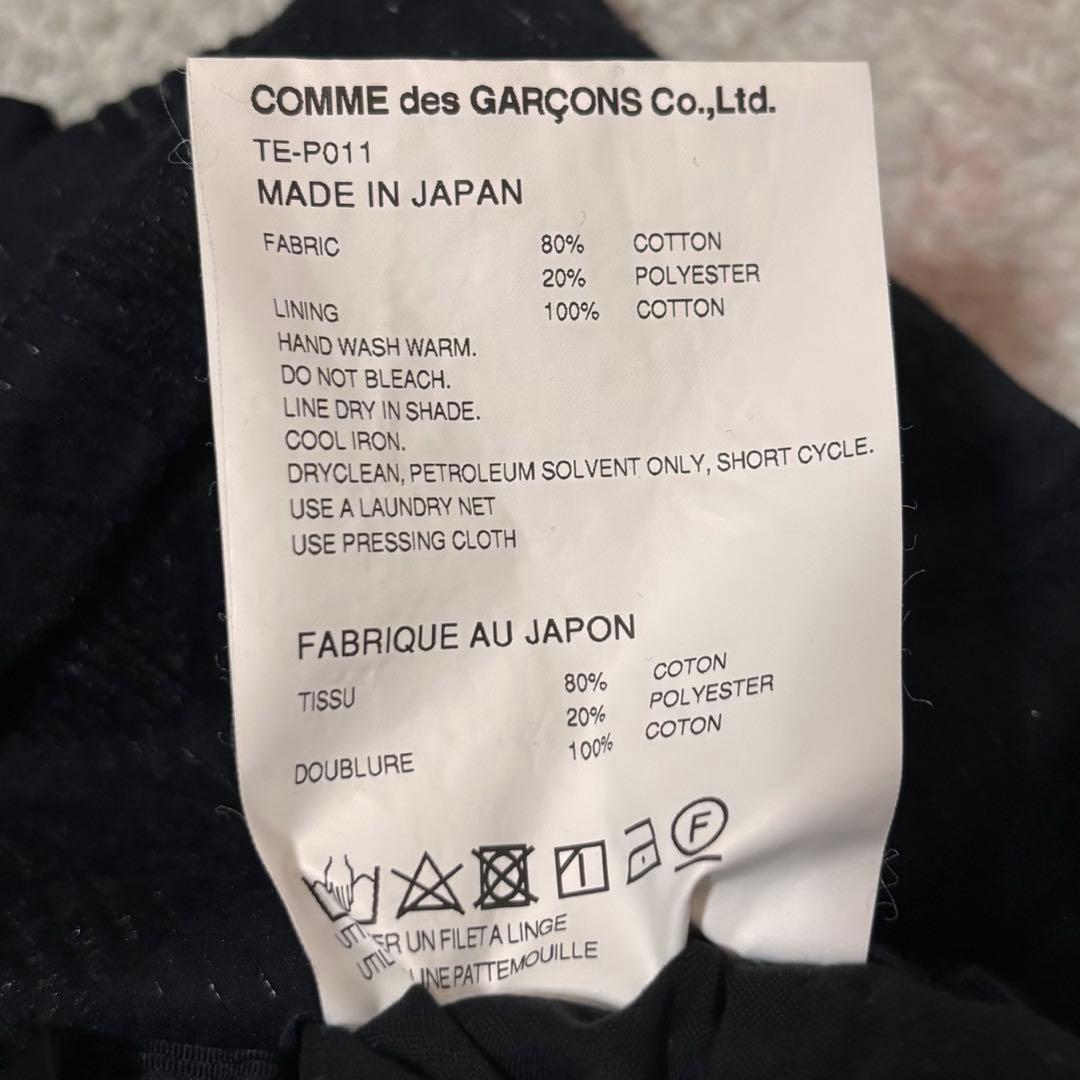 COMME des GARÇONS Co.,Ltd.
TE-P011
MADE IN JAPAN
FABRIC 80% COTTON
20% POLYESTER
LINING 100% COTTON
HAND WASH WARM.
DO NOT BLEACH.
LINE DRY IN SHADE.
COOL IRON.
DRYCLEAN, PETROLEUM SOLVENT ONLY, SHORT CYCLE.
USE A LAUNDRY NET
USE PRESSING CLOTH
FABRIQUE AU JAPON
TISSU 80% COTON
20% POLYESTER
DOUBLURE 100% COTON
F
UN FILET A LINGE
PATTEMOUILLE